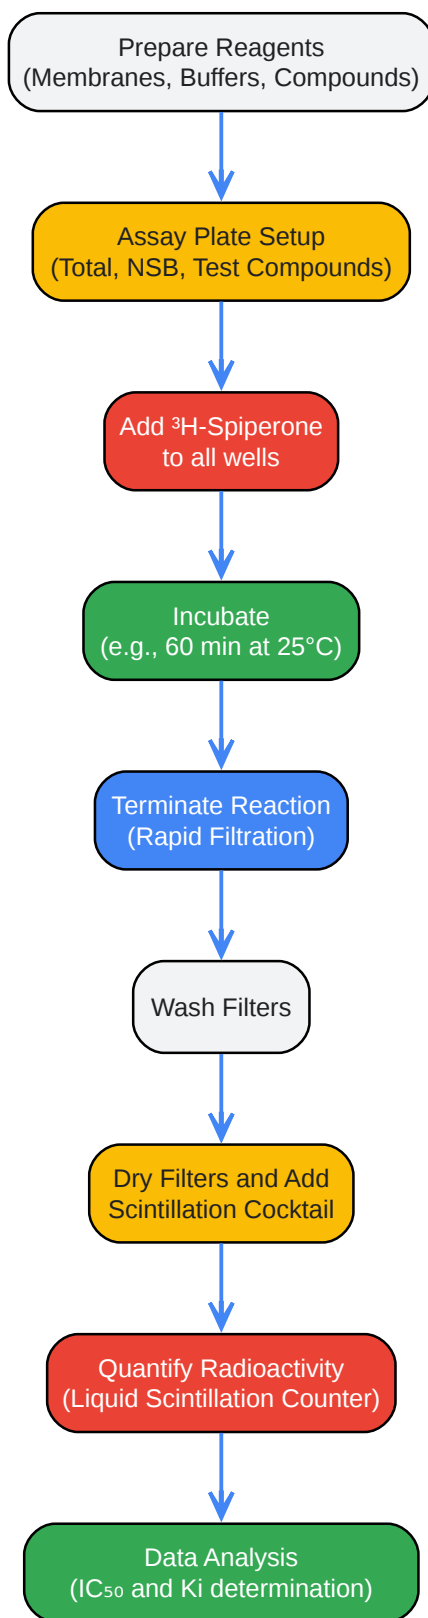 Prepare Reagents
(Membranes, Buffers, Compounds)
Assay Plate Setup
(Total, NSB, Test Compounds)
Add ³H-Spiperone
to all wells
Incubate
(e.g., 60 min at 25°C)
Terminate Reaction
(Rapid Filtration)
Wash Filters
Dry Filters and Add
Scintillation Cocktail
Quantify Radioactivity
(Liquid Scintillation Counter)
Data Analysis
(IC₅₀ and Ki determination)